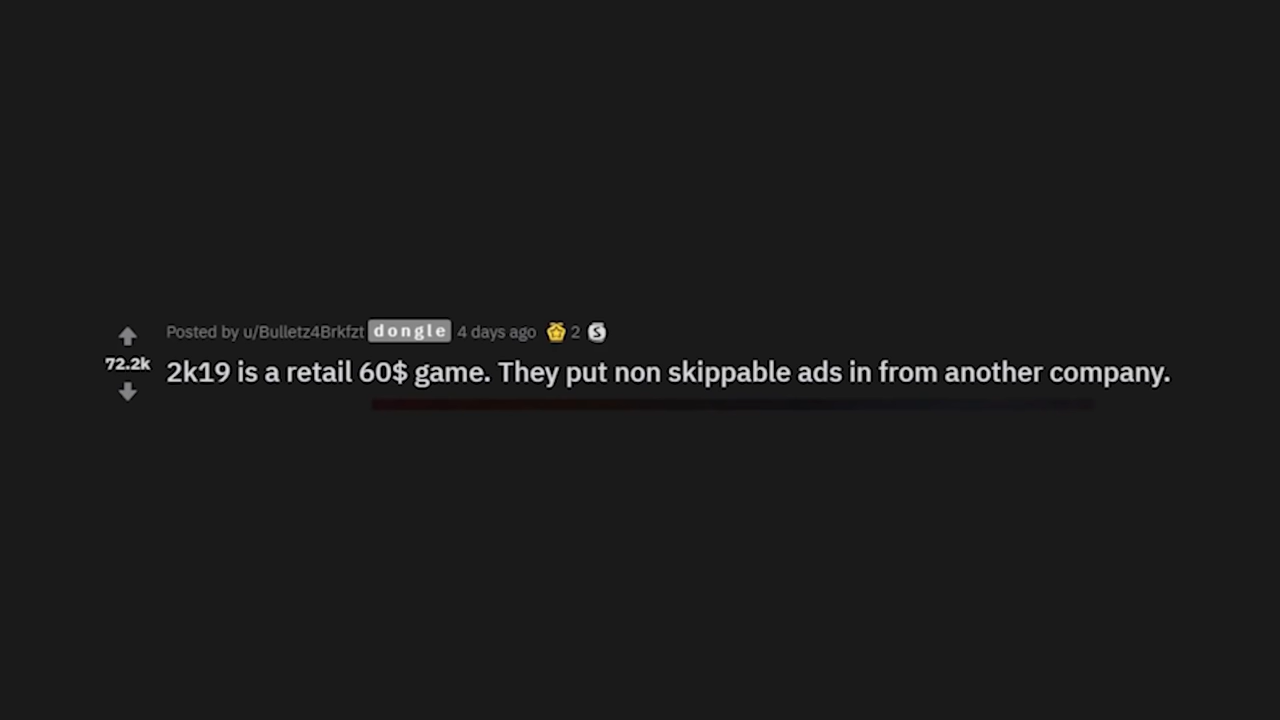 Posted by u/Bulletz4Brkfzt dongle 4 days ago 2 S
72.2k
2k19 is a retail 60$ game. They put non skippable ads in from another company.